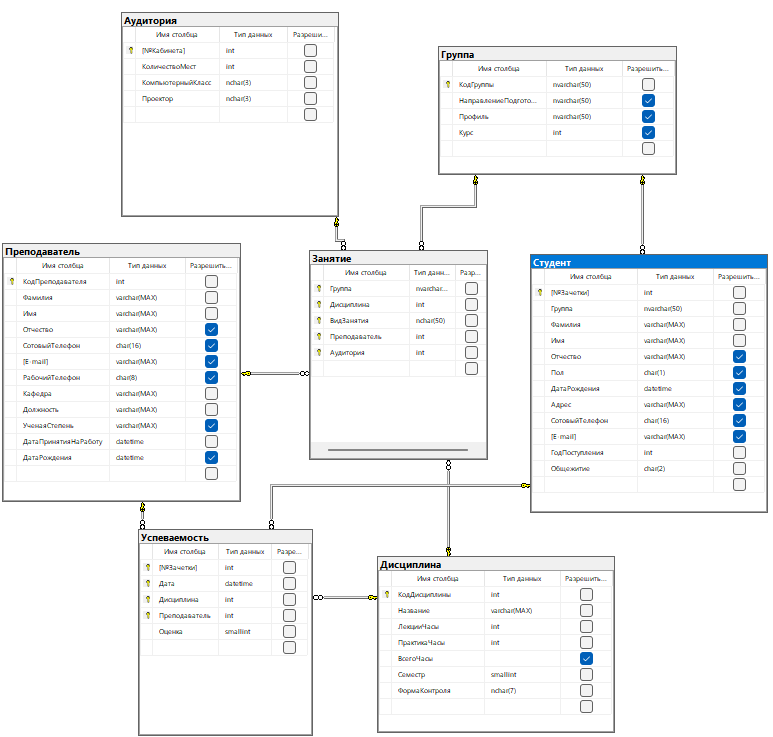 Аудитория
Имя столбца Тип данных Разреши...
[№Кабинета] int
КоличествоМест int
КомпьютерныйКласс nchar(3)
Проектор nchar(3)
Группа
Имя столбца Тип данных Разрешить...
КодГруппы nvarchar(50)
НаправлениеПодгото... nvarchar(50)
Профиль nvarchar(50)
Курс int
Преподаватель
Имя столбца Тип данных Разрешить...
КодПреподавателя int
Фамилия varchar(MAX)
Имя varchar(MAX)
Отчество varchar(MAX)
СотовыйТелефон char(16)
[E-mail] varchar(MAX)
РабочийТелефон char(8)
Кафедра varchar(MAX)
Должность varchar(MAX)
УченаяСтепень varchar(MAX)
ДатаПринятияНаРаботу datetime
ДатаРождения datetime
Занятие
Имя столбца Тип данн... Разр...
Группа nvarchar...
Дисциплина int
ВидЗанятия nchar(50)
Преподаватель int
Аудитория int
Студент
Имя столбца Тип данных Разрешить...
[№Зачетки] int
Группа nvarchar(50)
Фамилия varchar(MAX)
Имя varchar(MAX)
Отчество varchar(MAX)
Пол char(1)
ДатаРождения datetime
Адрес varchar(MAX)
СотовыйТелефон char(16)
[E-mail] varchar(MAX)
ГодПоступления int
Общежитие char(2)
Успеваемость
Имя столбца Тип данных Разре...
[№Зачетки] int
Дата datetime
Дисциплина int
Преподаватель int
Оценка smallint
Дисциплина
Имя столбца Тип данных Разрешить...
КодДисциплины int
Название varchar(MAX)
ЛекцииЧасы int
ПрактикаЧасы int
ВсегоЧасы
Семестр smallint
ФормаКонтроля nchar(7)